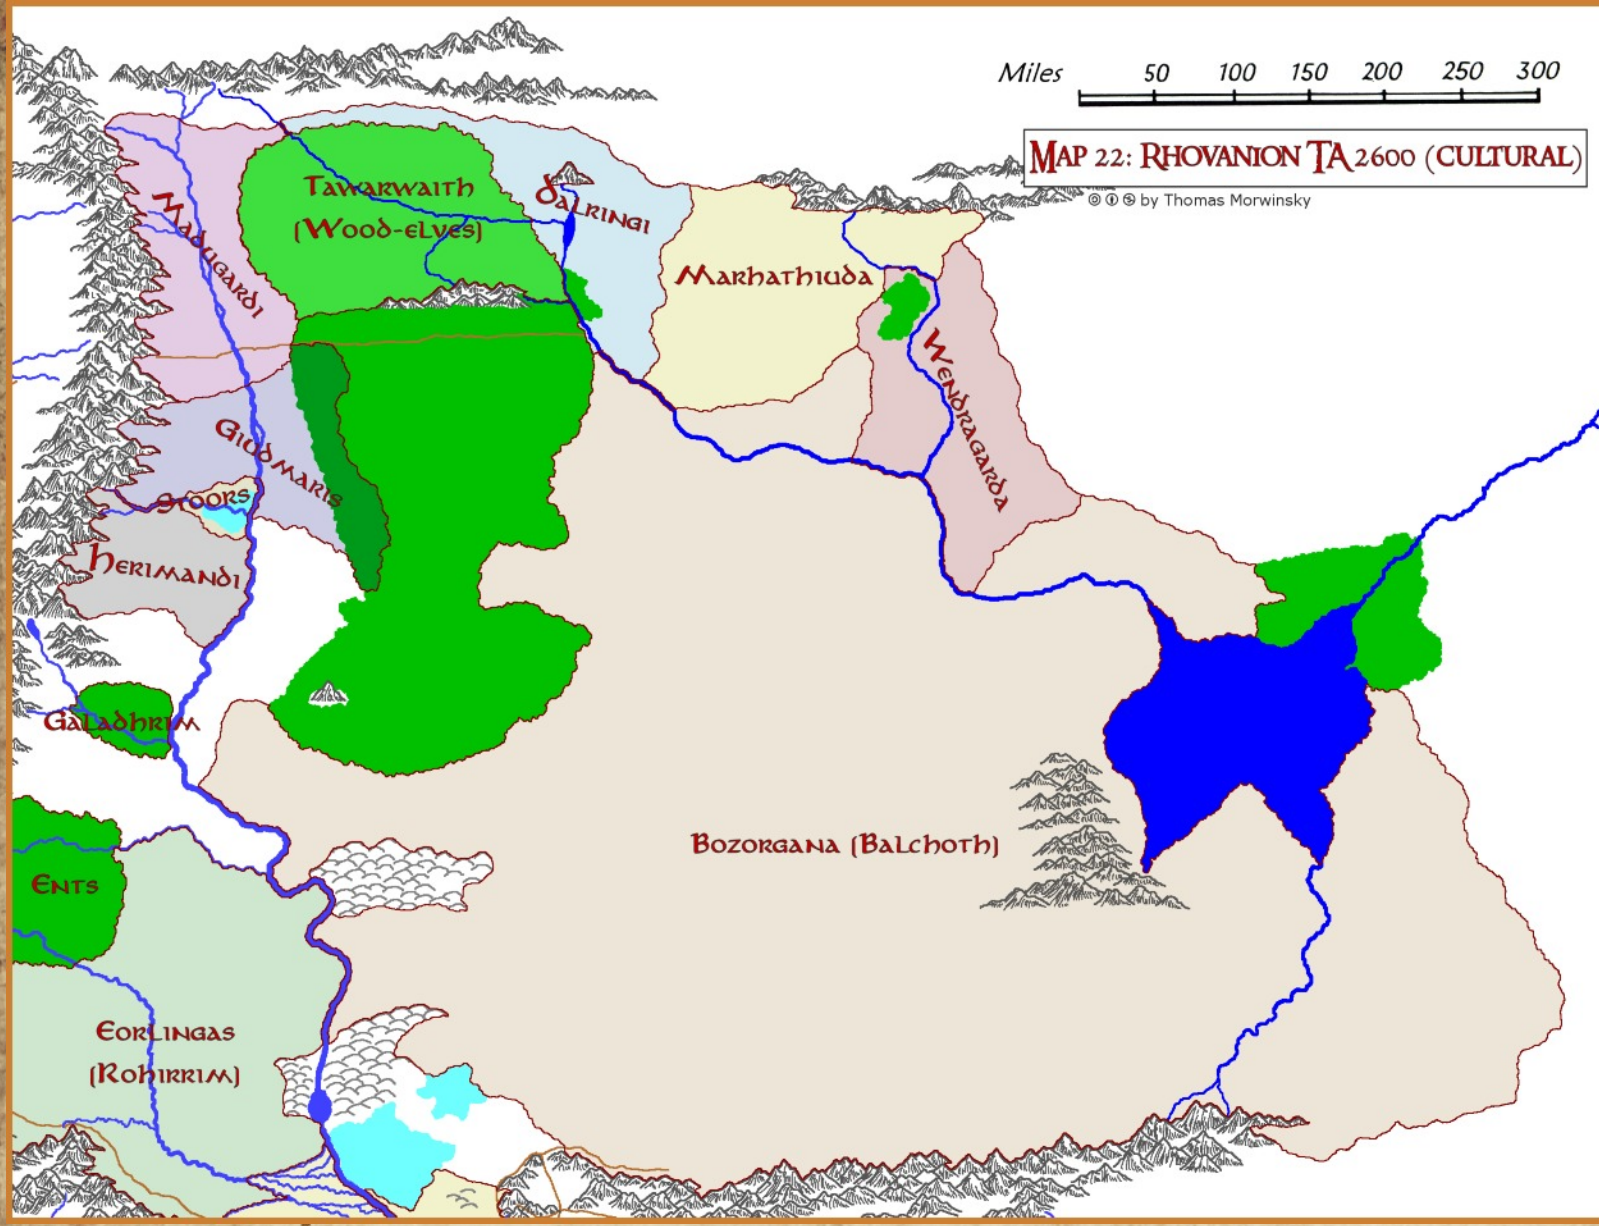 Miles 50 100 150 200 250 300
Map 22: Rhovanion TA 2600 (cultural)
by Thomas Morwinsky
Tawarwaith
(Wood-elves)
Dalringi
Madugardi
Marhathiuda
Wendragarda
Giudmaris
Stoors
Herimandi
Galadhrim
Bozorgana (Balchoth)
Ents
Eorlingas
(Rohirrim)